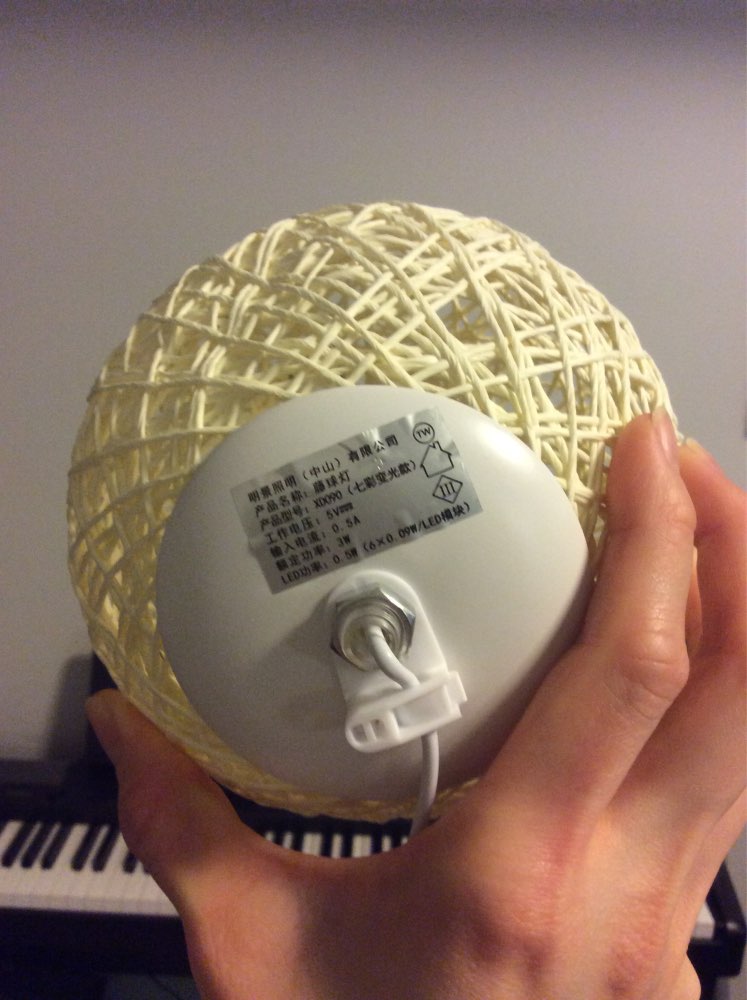 明景照明（中山）有限公司
产品名称：藤球灯
产品型号：XD090（七彩变光款）
工作电压：5V
输入电流：0.5A
额定功率：3W
LED功率：0.5W（6×0.09W/LED模块）
TW
III